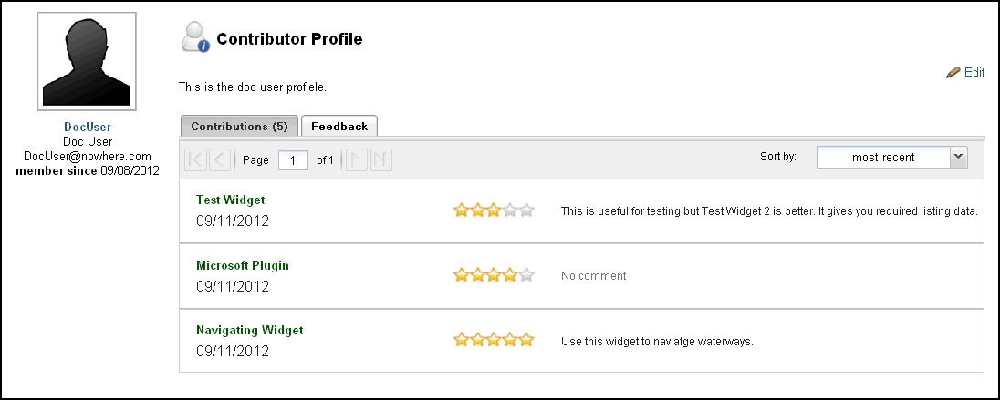 Contributor Profile
Edit
This is the doc user profiele.
DocUser
Doc User
DocUser@nowhere.com
member since 09/08/2012
Contributions (5) Feedback
Page 1 of 1 Sort by: most recent
Test Widget
09/11/2012
This is useful for testing but Test Widget 2 is better. It gives you required listing data.
Microsoft Plugin
09/11/2012
No comment
Navigating Widget
09/11/2012
Use this widget to naviatge waterways.